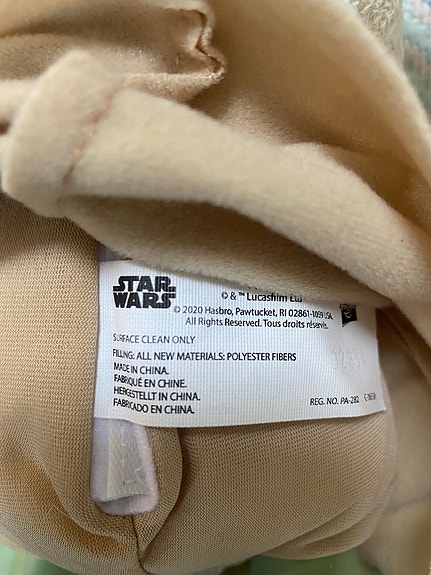 STAR
WARS
© & ™ Lucasfilm Ltd
© 2020 Hasbro, Pawtucket, RI 02861-1059 USA.
All Rights Reserved. Tous droits réservés.
SURFACE CLEAN ONLY
FILLING: ALL NEW MATERIALS: POLYESTER FIBERS
MADE IN CHINA.
FABRIQUÉ EN CHINE.
HERGESTELLT IN CHINA.
FABRICADO EN CHINA.
REG. NO. PA-282